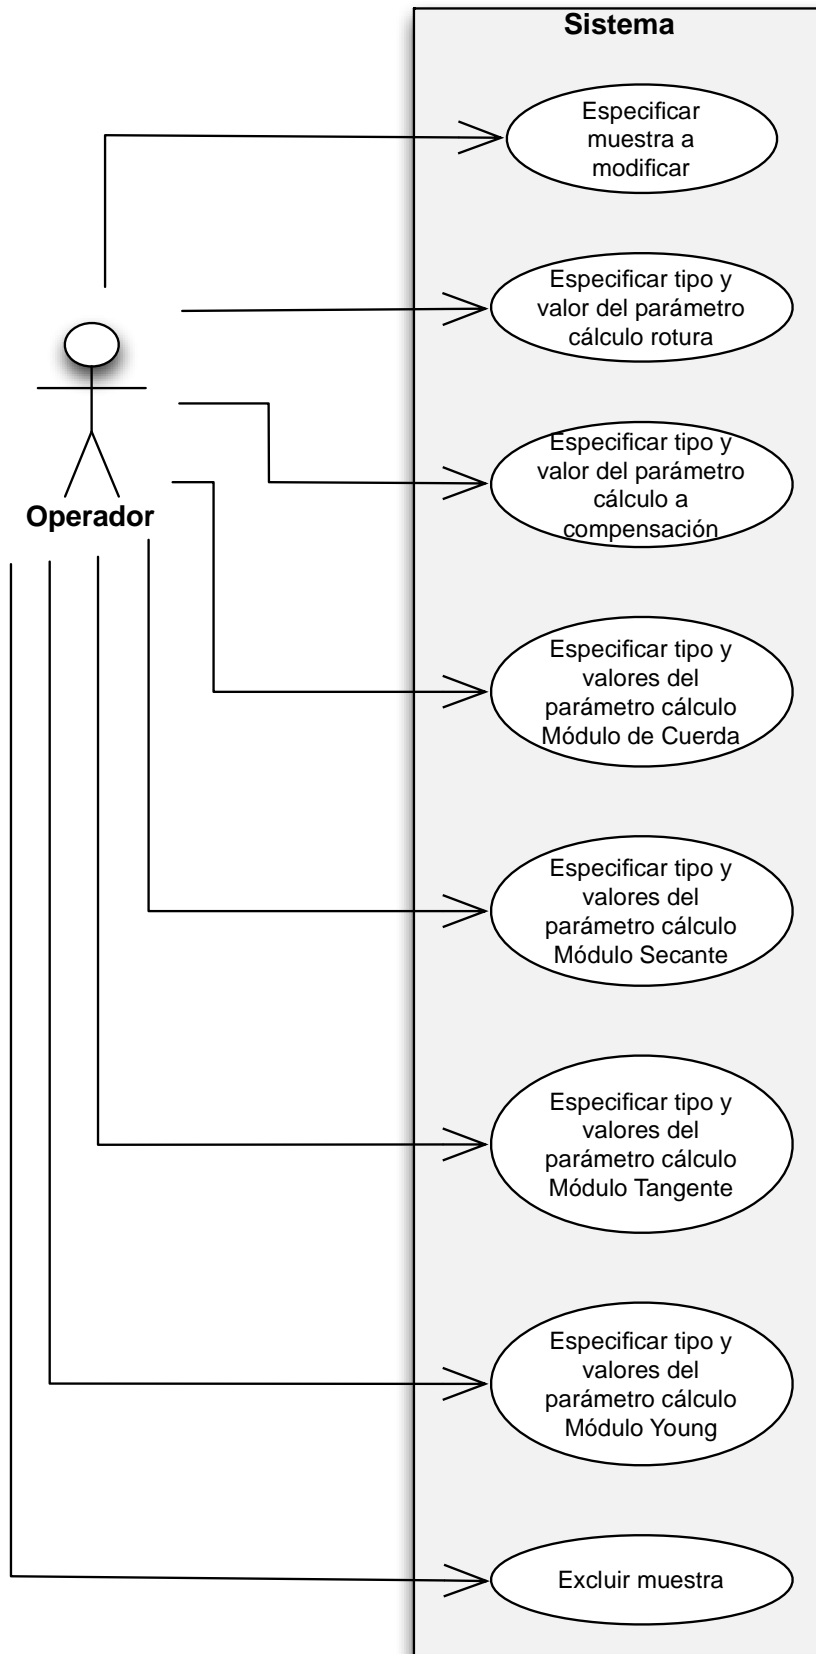 Sistema
Especificar
muestra a
modificar
Especificar tipo y
valor del parámetro
cálculo rotura
Especificar tipo y
valor del parámetro
cálculo a
compensación
Operador
Especificar tipo y
valores del
parámetro cálculo
Módulo de Cuerda
Especificar tipo y
valores del
parámetro cálculo
Módulo Secante
Especificar tipo y
valores del
parámetro cálculo
Módulo Tangente
Especificar tipo y
valores del
parámetro cálculo
Módulo Young
Excluir muestra